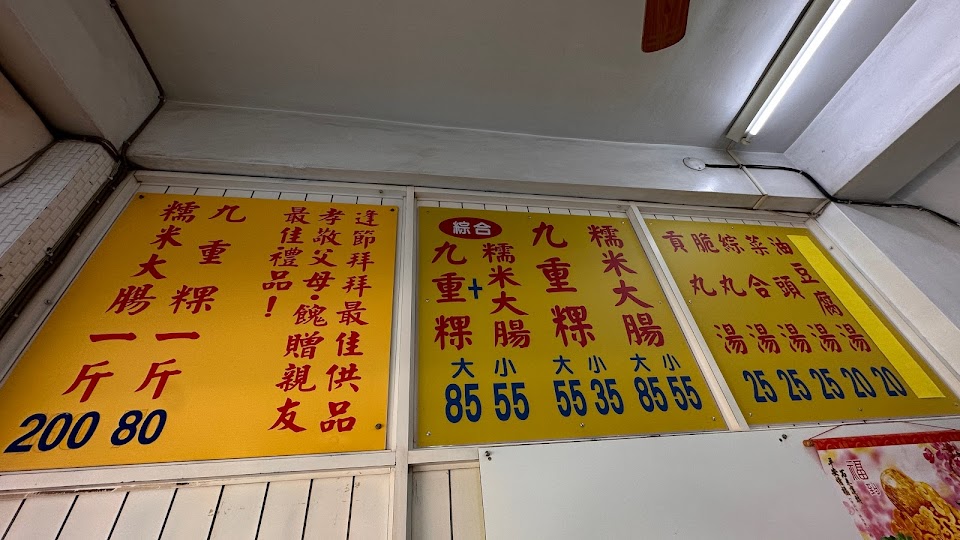 油豆腐湯
20
菜頭湯
20
綜合湯
25
脆丸湯
25
貢丸湯
25
糯米大腸
大 小
85 55
九重粿
大 小
55 35
綜合
糯米大腸
+
九重粿
大 小
85 55
逢節拜拜最佳供品
孝敬父母·餽贈親友
最佳禮品!
九重粿一斤
80
糯米大腸一斤
200
福